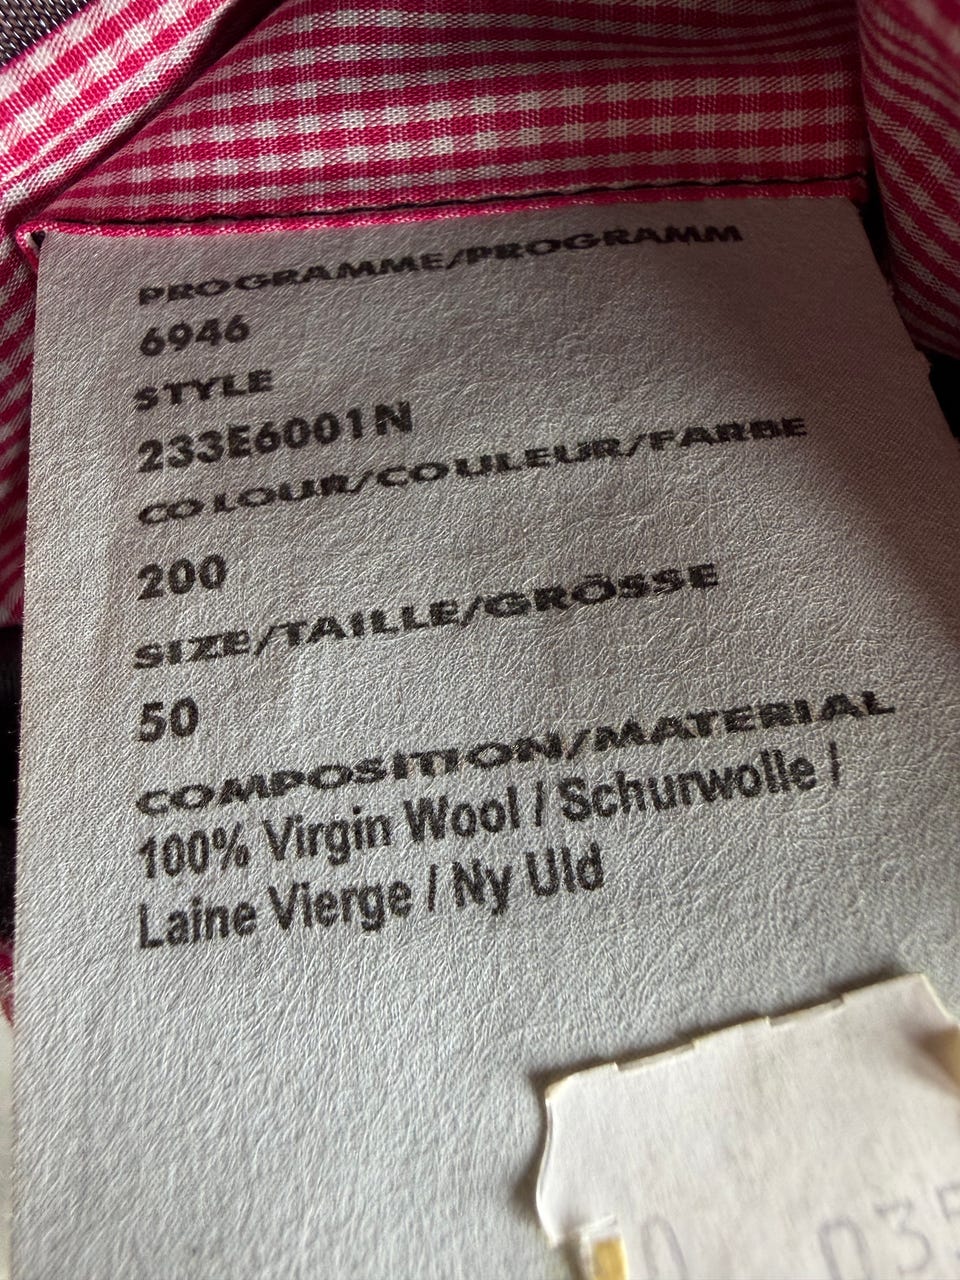 PROGRAMME/PROGRAMM
6946
STYLE
233E6001N
COLOUR/COULEUR/FARBE
200
SIZE/TAILLE/GRÖSSE
50
COMPOSITION/MATERIAL
100% Virgin Wool / Schurwolle /
Laine Vierge / Ny Uld